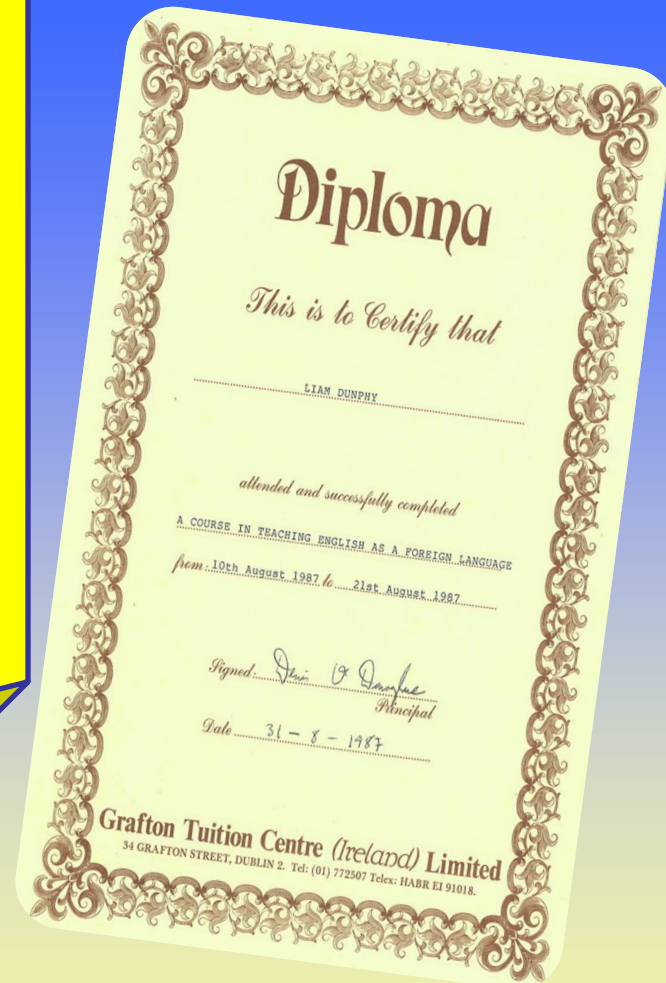 Diploma
This is to Certify that
LIAM DUNPHY
attended and successfully completed
A COURSE IN TEACHING ENGLISH AS A FOREIGN LANGUAGE
from: 10th August 1987 to 21st August 1987
Signed: Denis O'Donoghue
Principal
Date 31 - 8 - 1987
Grafton Tuition Centre (Ireland) Limited
34 GRAFTON STREET, DUBLIN 2. Tel: (01) 772507 Telex: HABR EI 91018.